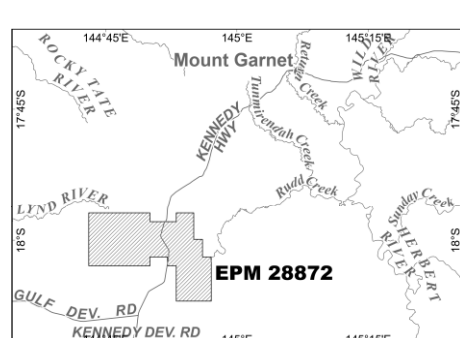 144°45'E
145°E
145°15'E
ROCKY TATE
RIVER
Mount Garnet
Return Creek
WILD
RIVER
17°45'S
17°45'S
KENNEDY
HWY
Tunmirendah Creek
Rudd Creek
LYND RIVER
Sunday Creek
HERBERT
RIVER
18°S
18°S
EPM 28872
GULF DEV. RD
KENNEDY DEV. RD
145°E
145°15'E